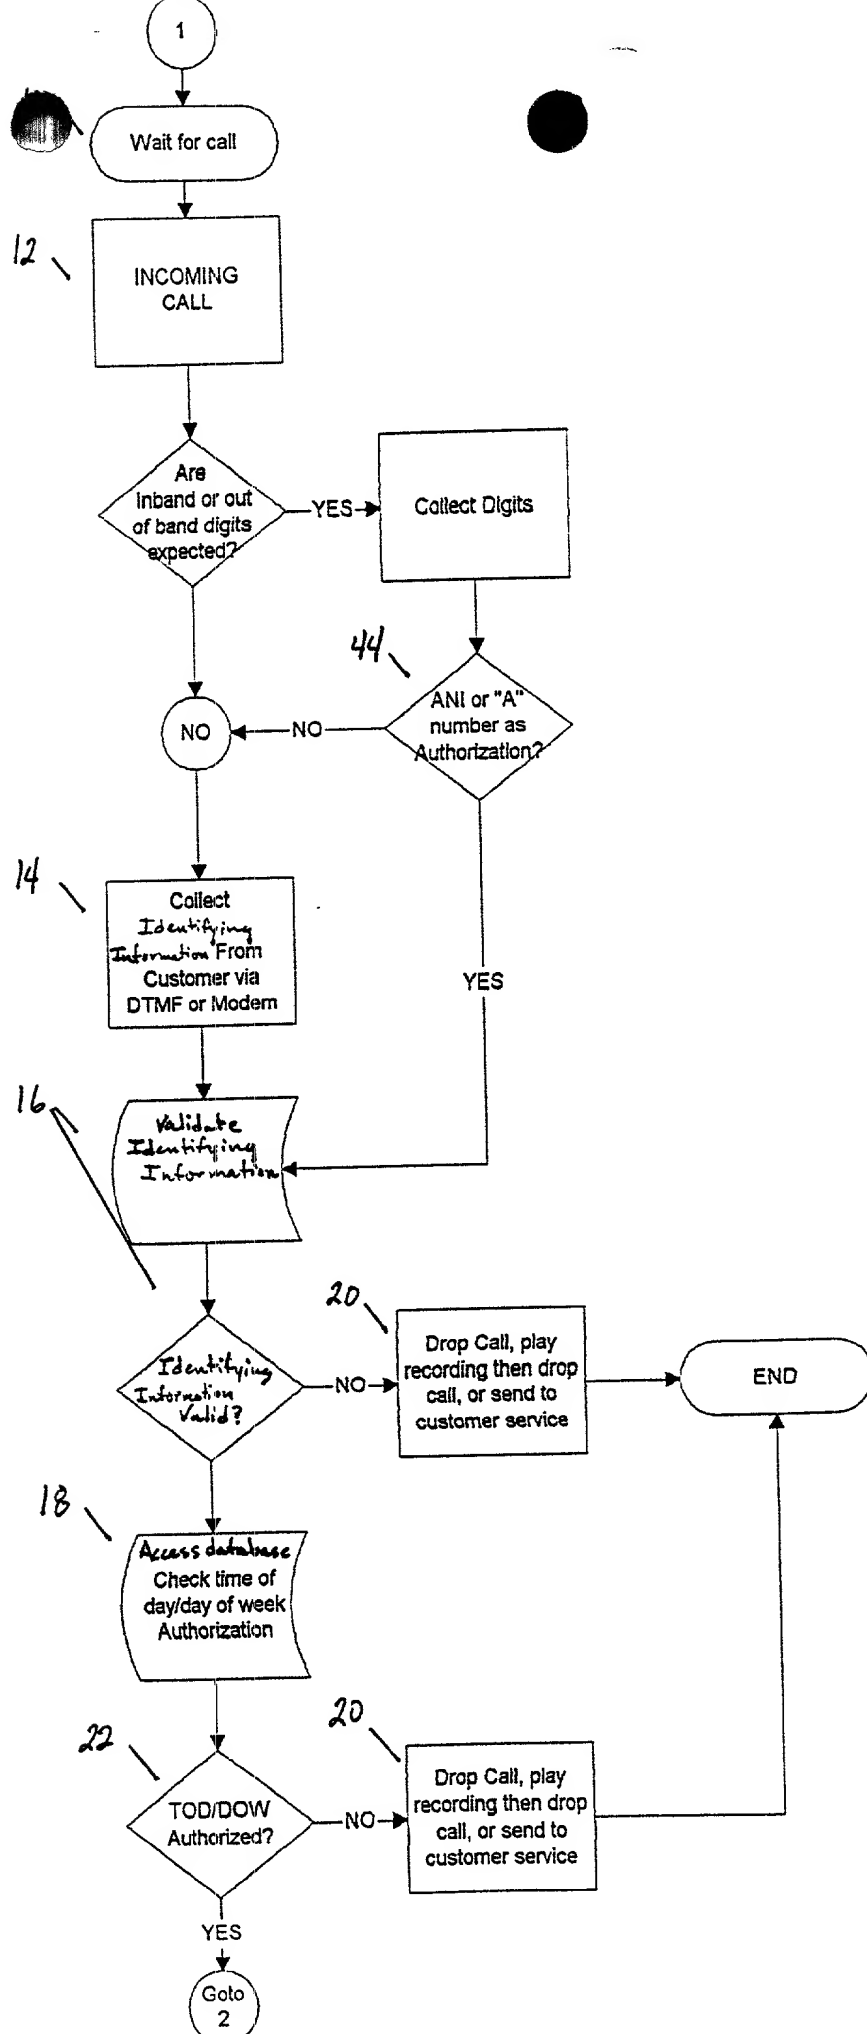 1
Wait for call
12
INCOMING
CALL
Are
Inband or out
of band digits
expected?
YES
Collect Digits
44
ANI or "A"
number as
Authorization?
NO
NO
14
Collect
Identifying
Information From
Customer via
DTMF or Modem
YES
16
Validate
Identifying
Information
Identifying
Information
Valid?
NO
20
Drop Call, play
recording then drop
call, or send to
customer service
END
18
Access database
Check time of
day/day of week
Authorization
22
TOD/DOW
Authorized?
NO
20
Drop Call, play
recording then drop
call, or send to
customer service
YES
Goto
2